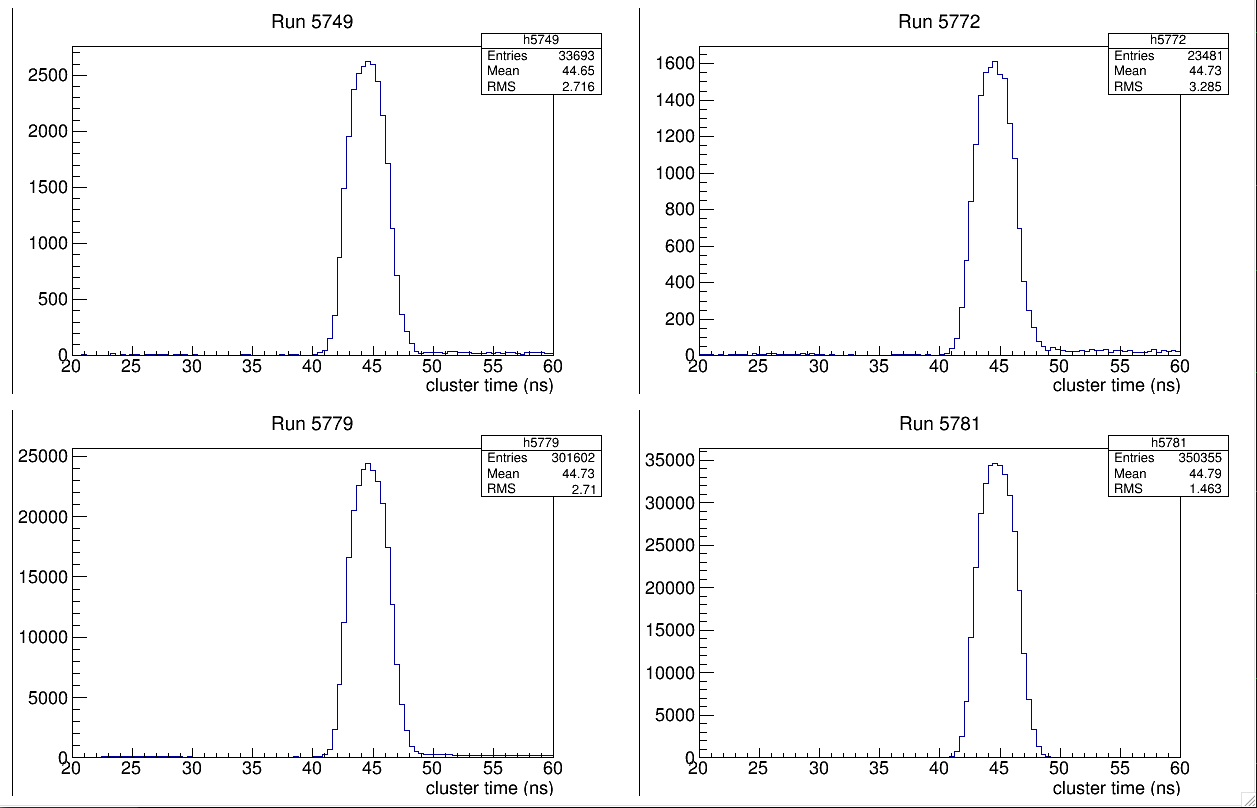 Run 5749
h5749
Entries 33693
Mean 44.65
RMS 2.716
2500
2000
1500
1000
500
0
20 25 30 35 40 45 50 55 60
cluster time (ns)
Run 5772
h5772
Entries 23481
Mean 44.73
RMS 3.285
1600
1400
1200
1000
800
600
400
200
0
20 25 30 35 40 45 50 55 60
cluster time (ns)
Run 5779
h5779
Entries 301602
Mean 44.73
RMS 2.71
25000
20000
15000
10000
5000
0
20 25 30 35 40 45 50 55 60
cluster time (ns)
Run 5781
h5781
Entries 350355
Mean 44.79
RMS 1.463
35000
30000
25000
20000
15000
10000
5000
0
20 25 30 35 40 45 50 55 60
cluster time (ns)